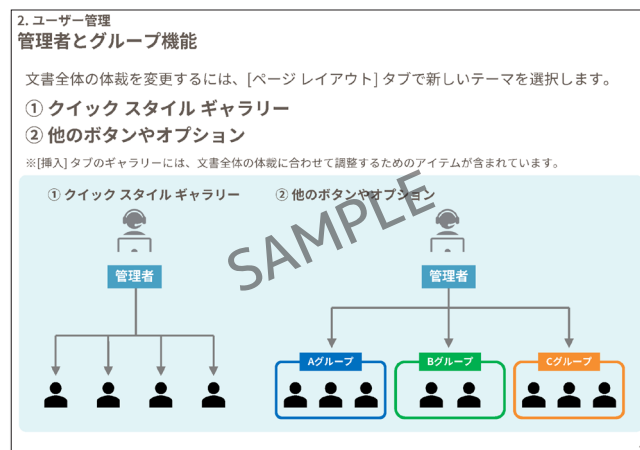 2. ユーザー管理
管理者とグループ機能
文書全体の体裁を変更するには、[ページ レイアウト] タブで新しいテーマを選択します。
① クイック スタイル ギャラリー
② 他のボタンやオプション
※[挿入] タブのギャラリーには、文書全体の体裁に合わせて調整するためのアイテムが含まれています。
① クイック スタイル ギャラリー
② 他のボタンやオプション
SAMPLE
管理者
管理者
Aグループ
Bグループ
Cグループ